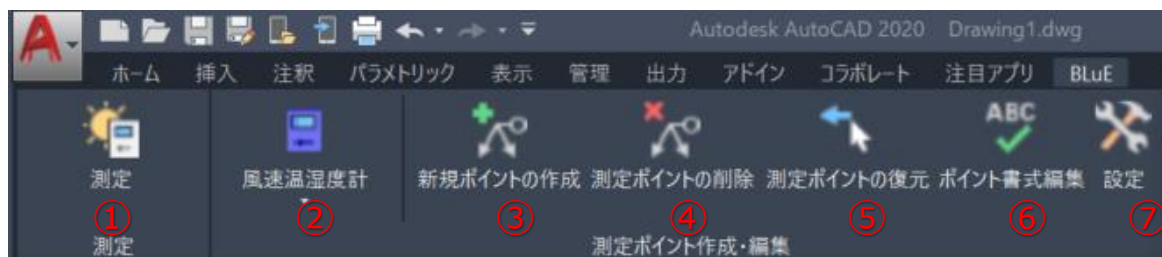 Autodesk AutoCAD 2020 Drawing1.dwg
ホーム 挿入 注釈 パラメトリック 表示 管理 出力 アドイン コラボレート 注目アプリ BLuE
ABC
測定 風速温湿度計 新規ポイントの作成 測定ポイントの削除 測定ポイントの復元 ポイント書式編集 設定
① ② ③ ④ ⑤ ⑥ ⑦
測定 測定ポイント作成・編集